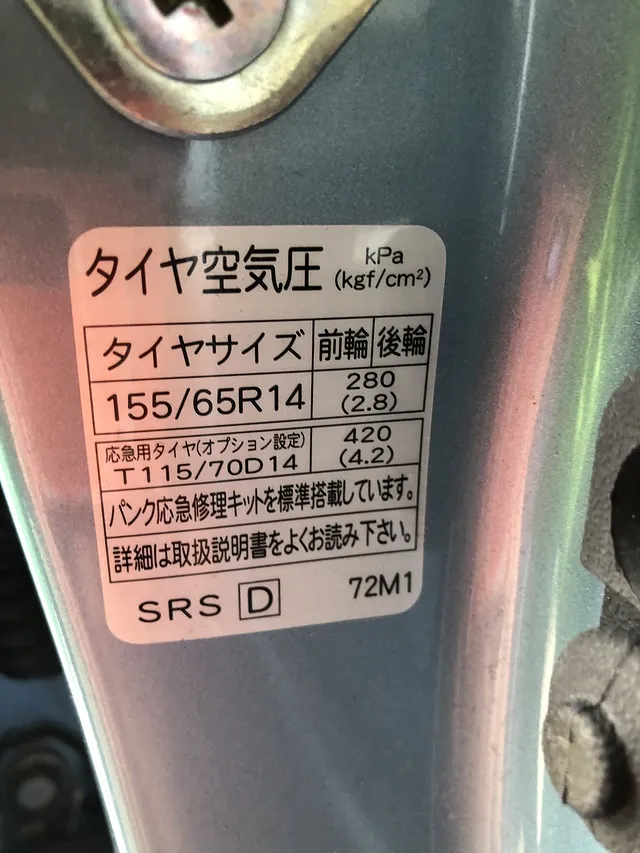 タイヤ空気圧 kPa
(kgf/cm²)
タイヤサイズ 前輪 後輪
155/65R14 280
(2.8)
応急用タイヤ(オプション設定) 420
T115/70D14 (4.2)
パンク応急修理キットを標準搭載しています。
詳細は取扱説明書をよくお読み下さい。
SRS D 72M1